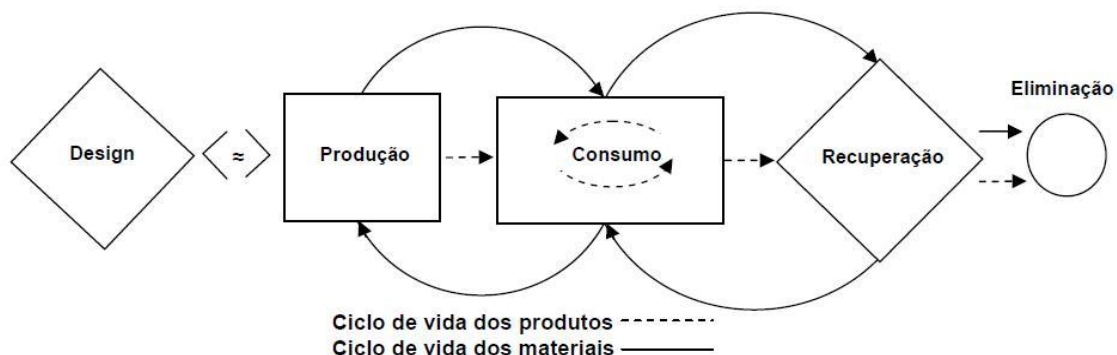 Eliminação
Design
≈
Produção
Consumo
Recuperação
Ciclo de vida dos produtos
Ciclo de vida dos materiais